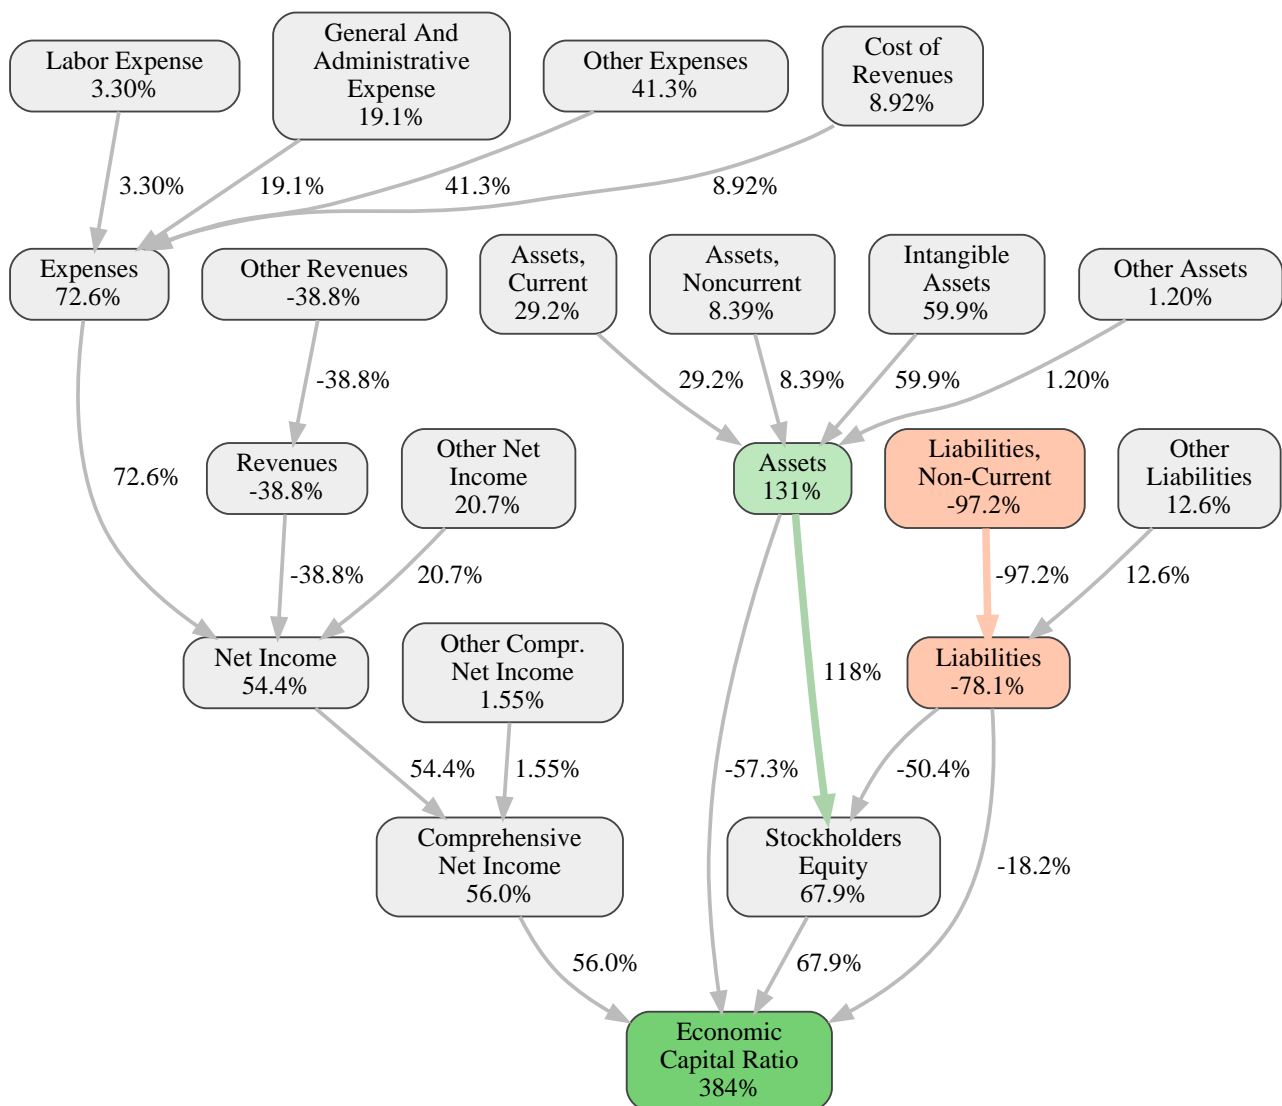 Labor Expense
3.30%
General And
Administrative
Expense
19.1%
Other Expenses
41.3%
Cost of
Revenues
8.92%
3.30%
19.1%
41.3%
8.92%
Expenses
72.6%
Other Revenues
-38.8%
Assets,
Current
29.2%
Assets,
Noncurrent
8.39%
Intangible
Assets
59.9%
Other Assets
1.20%
-38.8%
29.2%
8.39%
59.9%
1.20%
72.6%
Revenues
-38.8%
Other Net
Income
20.7%
Assets
131%
Liabilities,
Non-Current
-97.2%
Other
Liabilities
12.6%
-38.8%
20.7%
-97.2%
12.6%
Net Income
54.4%
Other Compr.
Net Income
1.55%
118%
Liabilities
-78.1%
54.4%
1.55%
-57.3%
-50.4%
-18.2%
Comprehensive
Net Income
56.0%
Stockholders
Equity
67.9%
56.0%
67.9%
Economic
Capital Ratio
384%